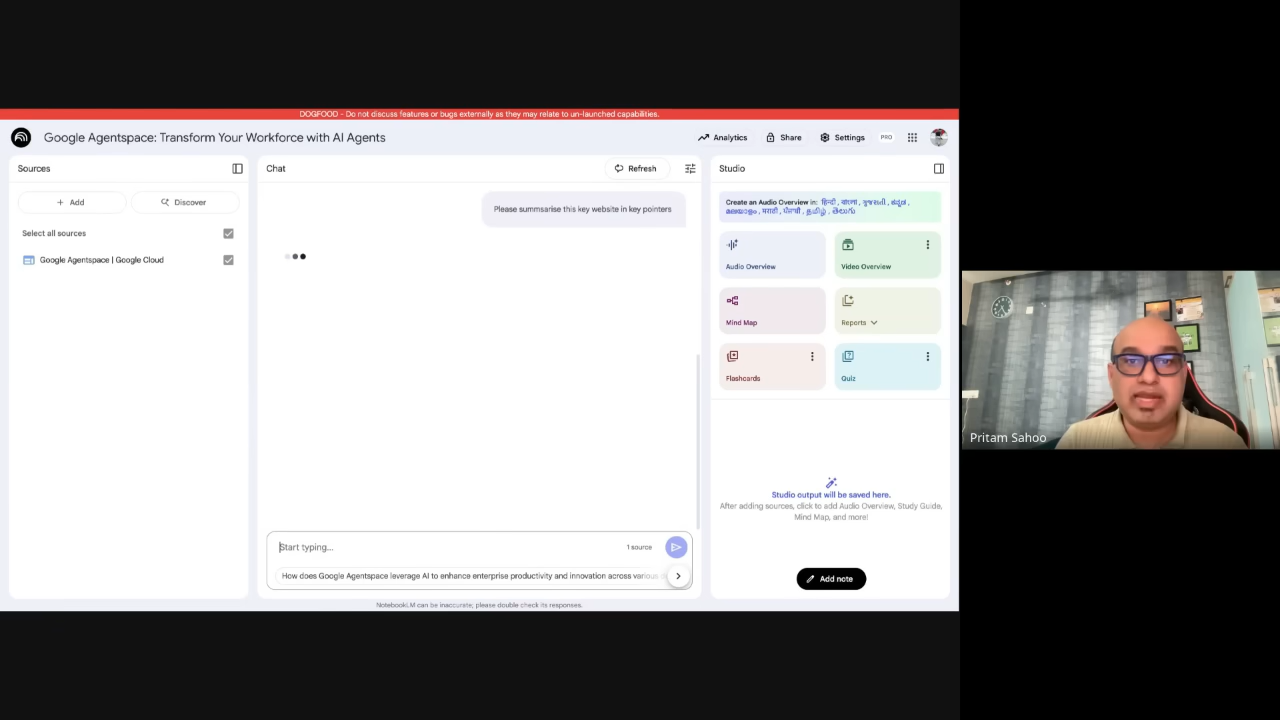 DOGFOOD - Do not discuss features or bugs externally as they may relate to un-launched capabilities.
Google Agentspace: Transform Your Workforce with AI Agents
Analytics
Share
Settings
PRO
Sources
Add
Discover
Select all sources
Google Agentspace | Google Cloud
Chat
Refresh
Please summsarise this key website in key pointers
Start typing...
1 source
How does Google Agentspace leverage AI to enhance enterprise productivity and innovation across various
NotebookLM can be inaccurate; please double check its responses.
Studio
Create an Audio Overview in: हिन्दी, বাংলা, ગુજરાતી, ಕನ್ನಡ,
മലയാളം, मराठी, ਪੰਜਾਬੀ, தமிழ், తెలుగు
Audio Overview
Video Overview
Mind Map
Reports
Flashcards
Quiz
Studio output will be saved here.
After adding sources, click to add Audio Overview, Study Guide,
Mind Map, and more!
Add note
Pritam Sahoo